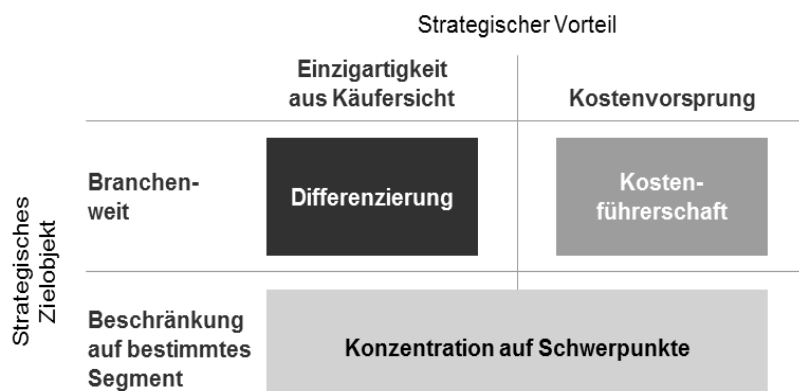 Strategischer Vorteil
Einzigartigkeit
aus Käufersicht
Kostenvorsprung
Strategisches
Zielobjekt
Branchen-
weit
Differenzierung
Kosten-
führerschaft
Beschränkung
auf bestimmtes
Segment
Konzentration auf Schwerpunkte